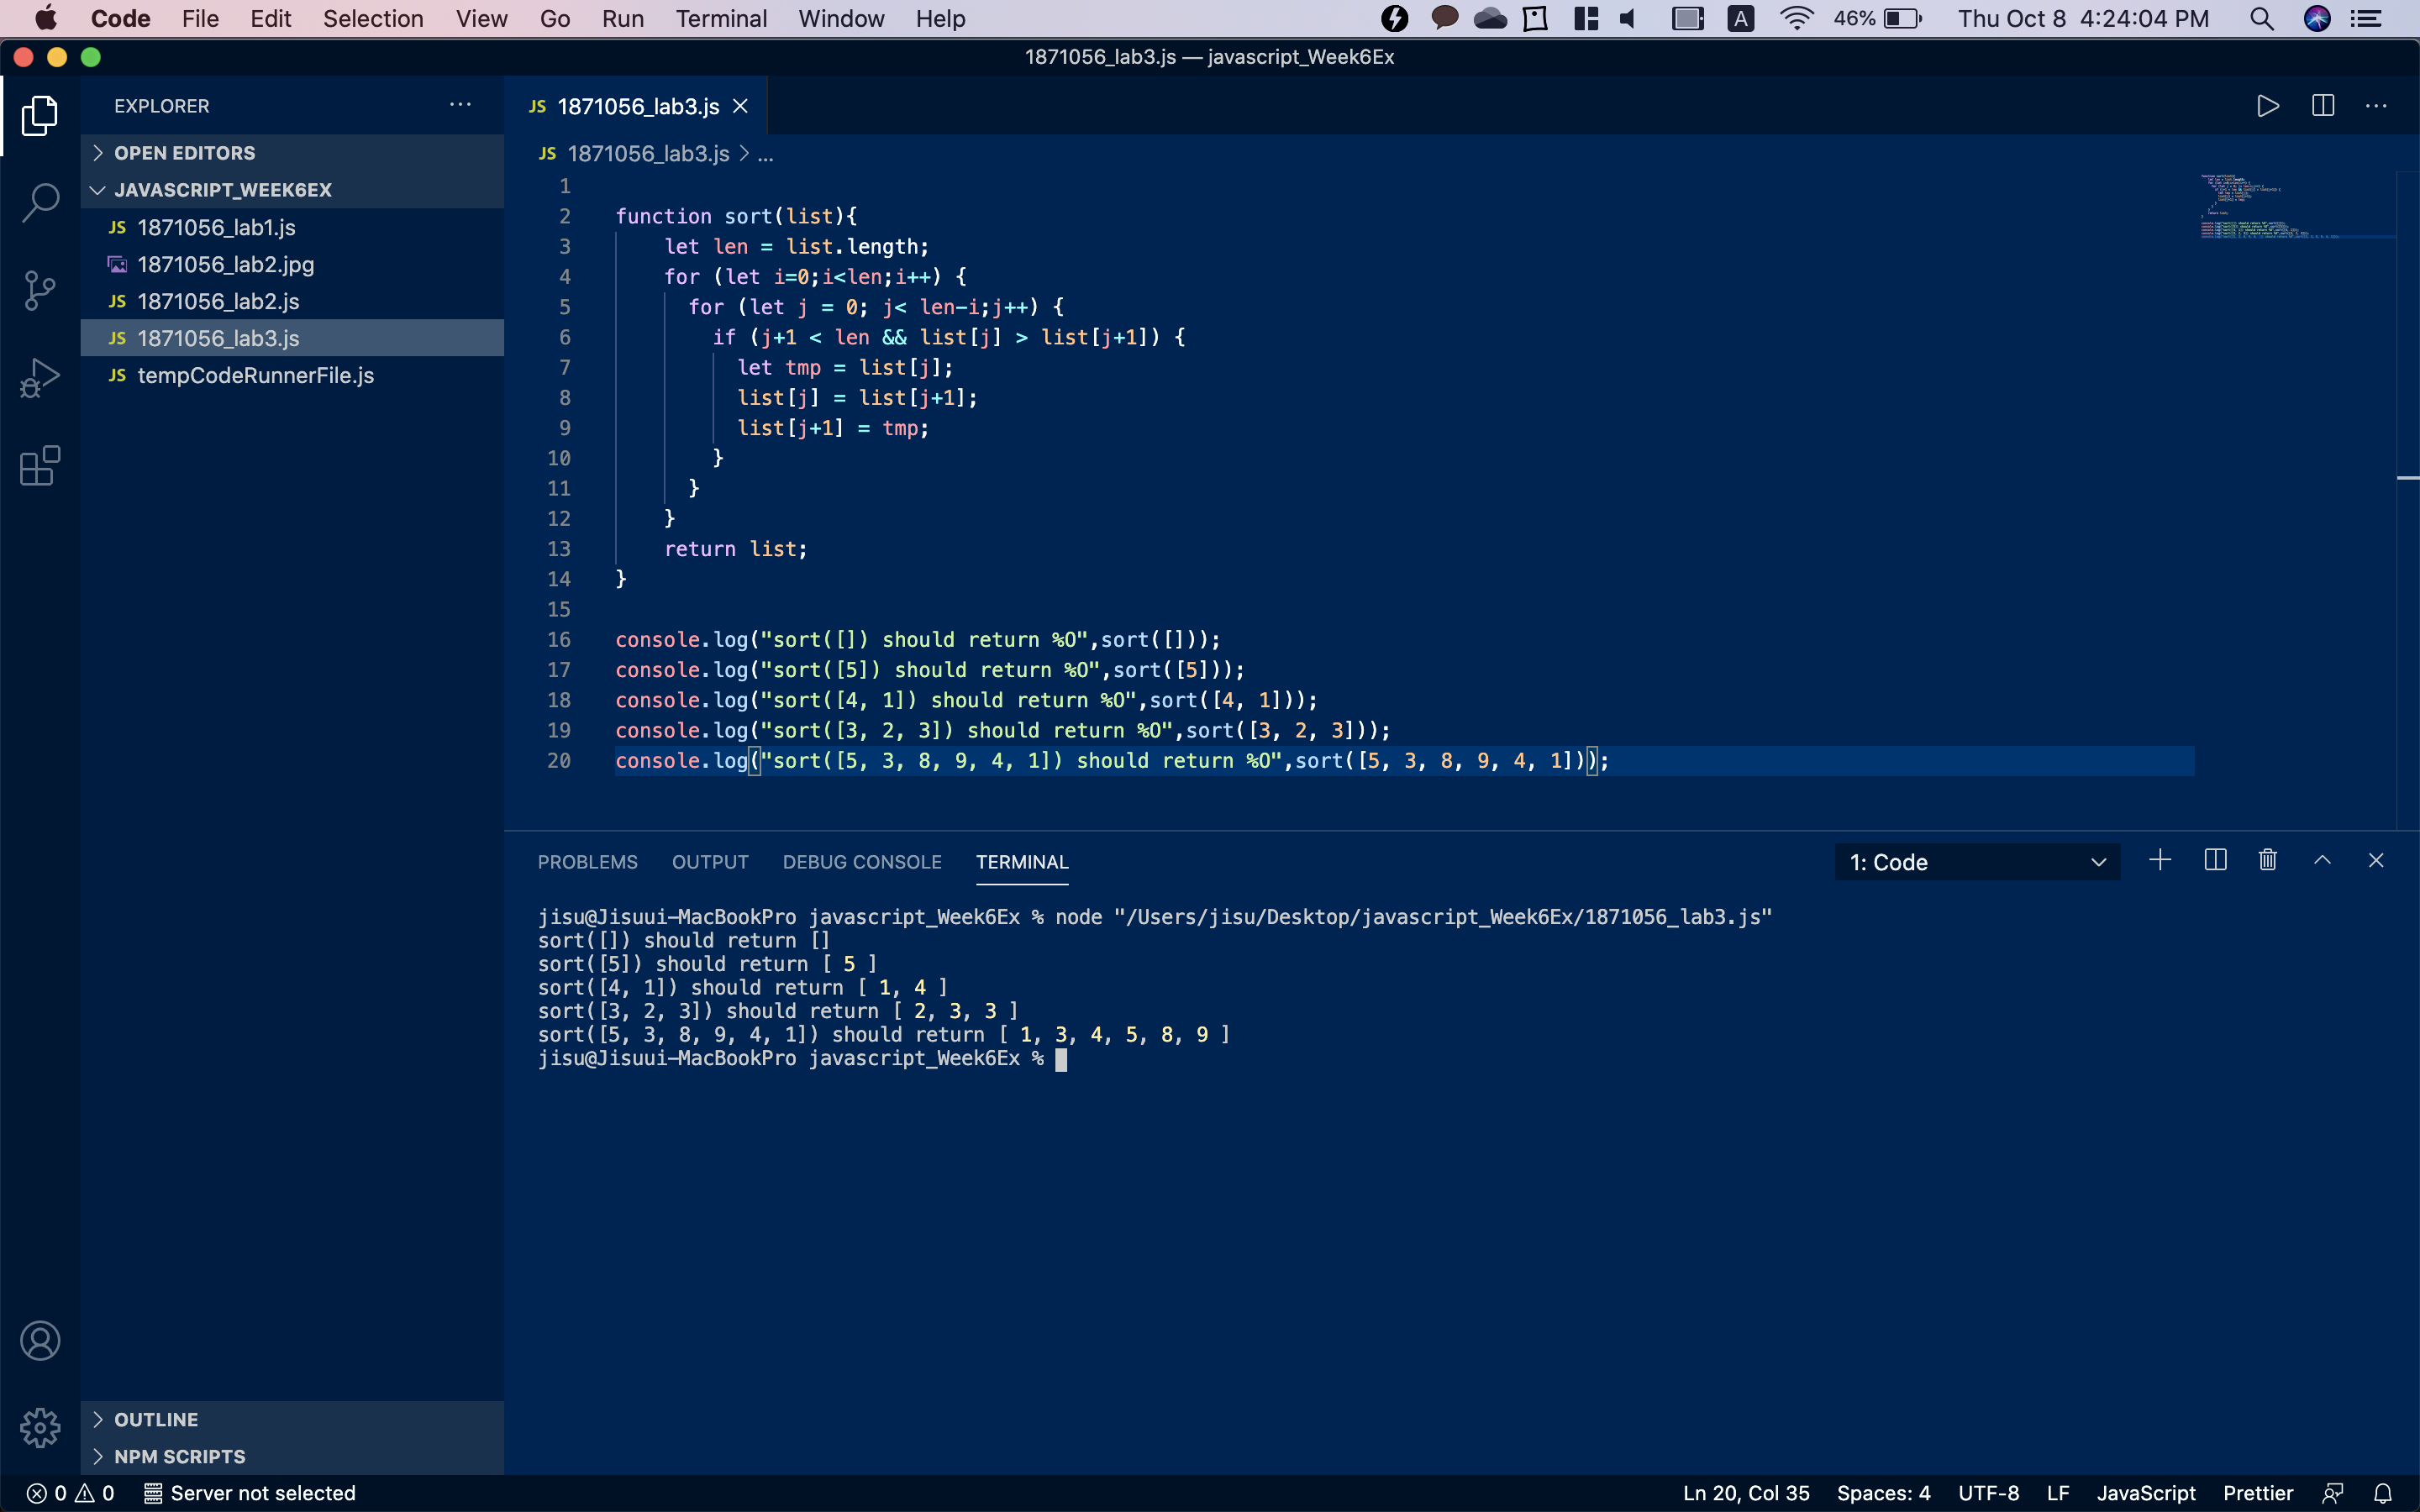 Code File Edit Selection View Go Run Terminal Window Help A 46% Thu Oct 8 4:24:04 PM
1871056_lab3.js — javascript_Week6Ex
EXPLORER
OPEN EDITORS
JAVASCRIPT_WEEK6EX
JS 1871056_lab1.js
1871056_lab2.jpg
JS 1871056_lab2.js
JS 1871056_lab3.js
JS tempCodeRunnerFile.js
OUTLINE
NPM SCRIPTS
JS 1871056_lab3.js
JS 1871056_lab3.js > ...
1
2 function sort(list){
3 let len = list.length;
4 for (let i=0;i<len;i++) {
5 for (let j = 0; j< len-i;j++) {
6 if (j+1 < len && list[j] > list[j+1]) {
7 let tmp = list[j];
8 list[j] = list[j+1];
9 list[j+1] = tmp;
10 }
11 }
12 }
13 return list;
14 }
15
16 console.log("sort([]) should return %O",sort([]));
17 console.log("sort([5]) should return %O",sort([5]));
18 console.log("sort([4, 1]) should return %O",sort([4, 1]));
19 console.log("sort([3, 2, 3]) should return %O",sort([3, 2, 3]));
20 console.log("sort([5, 3, 8, 9, 4, 1]) should return %O",sort([5, 3, 8, 9, 4, 1]));
PROBLEMS OUTPUT DEBUG CONSOLE TERMINAL 1: Code
jisu@Jisuui-MacBookPro javascript_Week6Ex % node "/Users/jisu/Desktop/javascript_Week6Ex/1871056_lab3.js"
sort([]) should return []
sort([5]) should return [ 5 ]
sort([4, 1]) should return [ 1, 4 ]
sort([3, 2, 3]) should return [ 2, 3, 3 ]
sort([5, 3, 8, 9, 4, 1]) should return [ 1, 3, 4, 5, 8, 9 ]
jisu@Jisuui-MacBookPro javascript_Week6Ex %
0 0 Server not selected Ln 20, Col 35 Spaces: 4 UTF-8 LF JavaScript Prettier